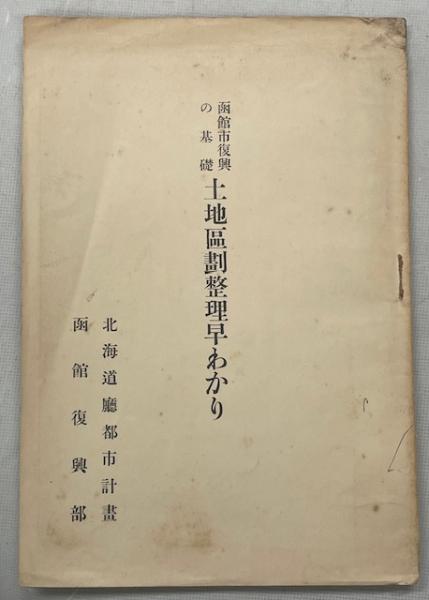 函館市復興
の基礎
土地區劃整理早わかり
北海道廳都市計畫
函館復興部